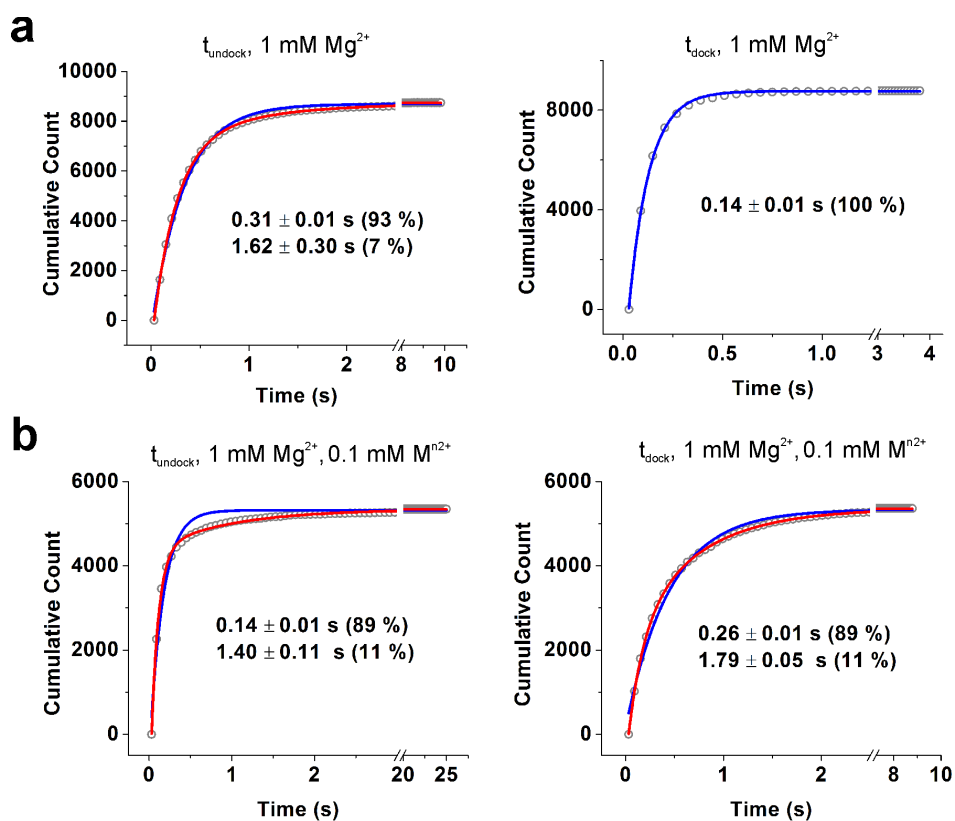 a
t_undock, 1 mM Mg²⁺
10000
8000
6000
4000
2000
0
Cumulative Count
0.31 ± 0.01 s (93 %)
1.62 ± 0.30 s (7 %)
0 1 2 8 10
Time (s)
t_dock, 1 mM Mg²⁺
8000
4000
0
Cumulative Count
0.14 ± 0.01 s (100 %)
0.0 0.5 1.0 3 4
Time (s)
b
t_undock, 1 mM Mg²⁺, 0.1 mM Mⁿ²⁺
6000
4000
2000
0
Cumulative Count
0.14 ± 0.01 s (89 %)
1.40 ± 0.11 s (11 %)
0 1 2 20 25
Time (s)
t_dock, 1 mM Mg²⁺, 0.1 mM Mⁿ²⁺
6000
4000
2000
0
Cumulative Count
0.26 ± 0.01 s (89 %)
1.79 ± 0.05 s (11 %)
0 1 2 8 10
Time (s)